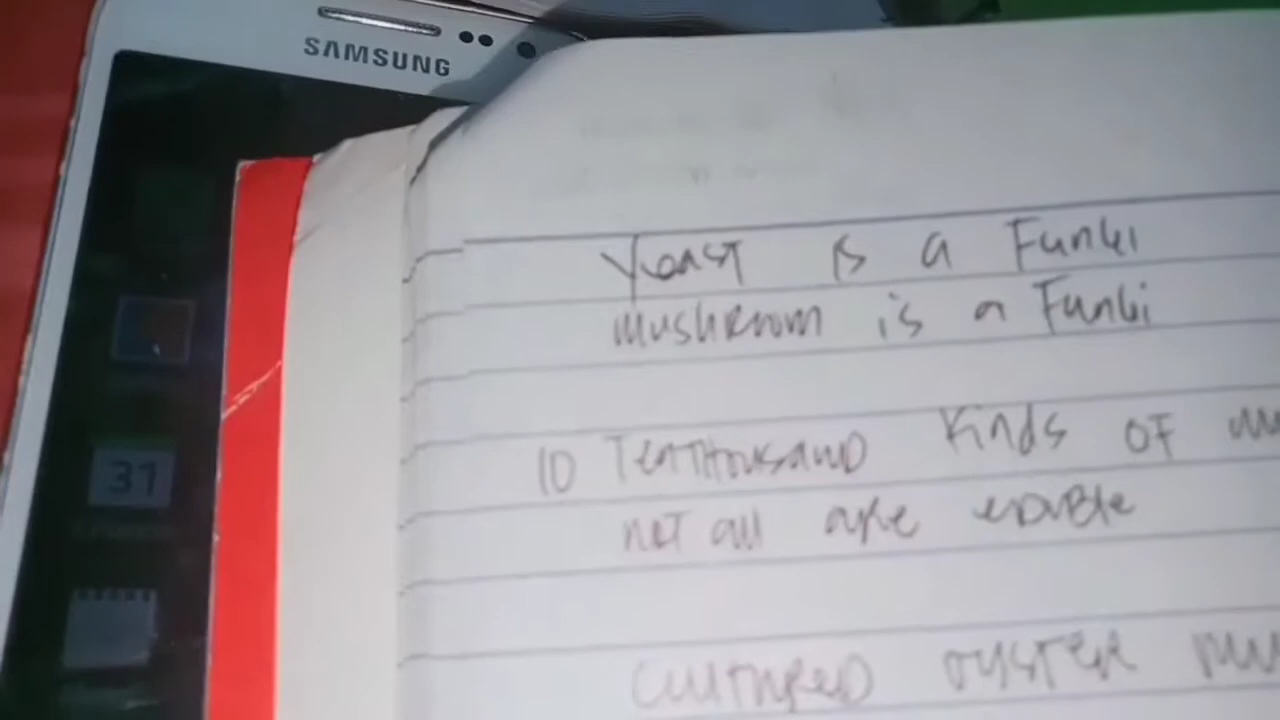 SAMSUNG
31
Yeast is a Fungi
mushroom is a Fungi
10 Tenthousand kinds of
not all are edible
cultured oyster